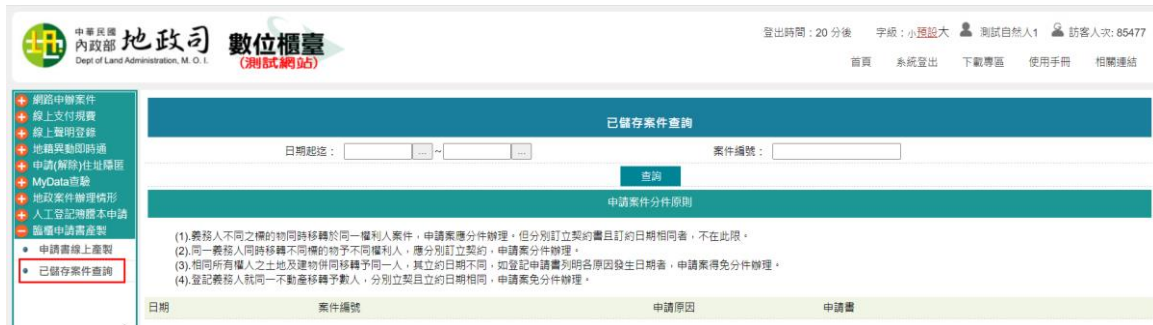 中華民國
內政部 地政司
Dept of Land Administration, M. O. I.
數位櫃臺
(測試網站)
登出時間：20 分後 字級：小預設大 測試自然人1 訪客人次: 85477
首頁 系統登出 下載專區 使用手冊 相關連結
網路申辦案件
線上支付規費
線上聲明登錄
地籍異動即時通
申請(解除)住址隱匿
MyData查驗
地政案件辦理情形
人工登記簿謄本申請
臨櫃申請書產製
申請書線上產製
已儲存案件查詢
已儲存案件查詢
日期起迄： ... ~ ... 案件編號：
查詢
申請案件分件原則
(1).義務人不同之標的物同時移轉於同一權利人案件，申請案應分件辦理。但分別訂立契約書且訂約日期相同者，不在此限。
(2).同一義務人同時移轉不同標的物予不同權利人，應分別訂立契約，申請案分件辦理。
(3).相同所有權人之土地及建物併同移轉予同一人，其立約日期不同，如登記申請書列明各原因發生日期者，申請案得免分件辦理。
(4).登記義務人就同一不動產移轉予數人，分別立契且立約日期相同，申請案免分件辦理。
日期 案件編號 申請原因 申請書